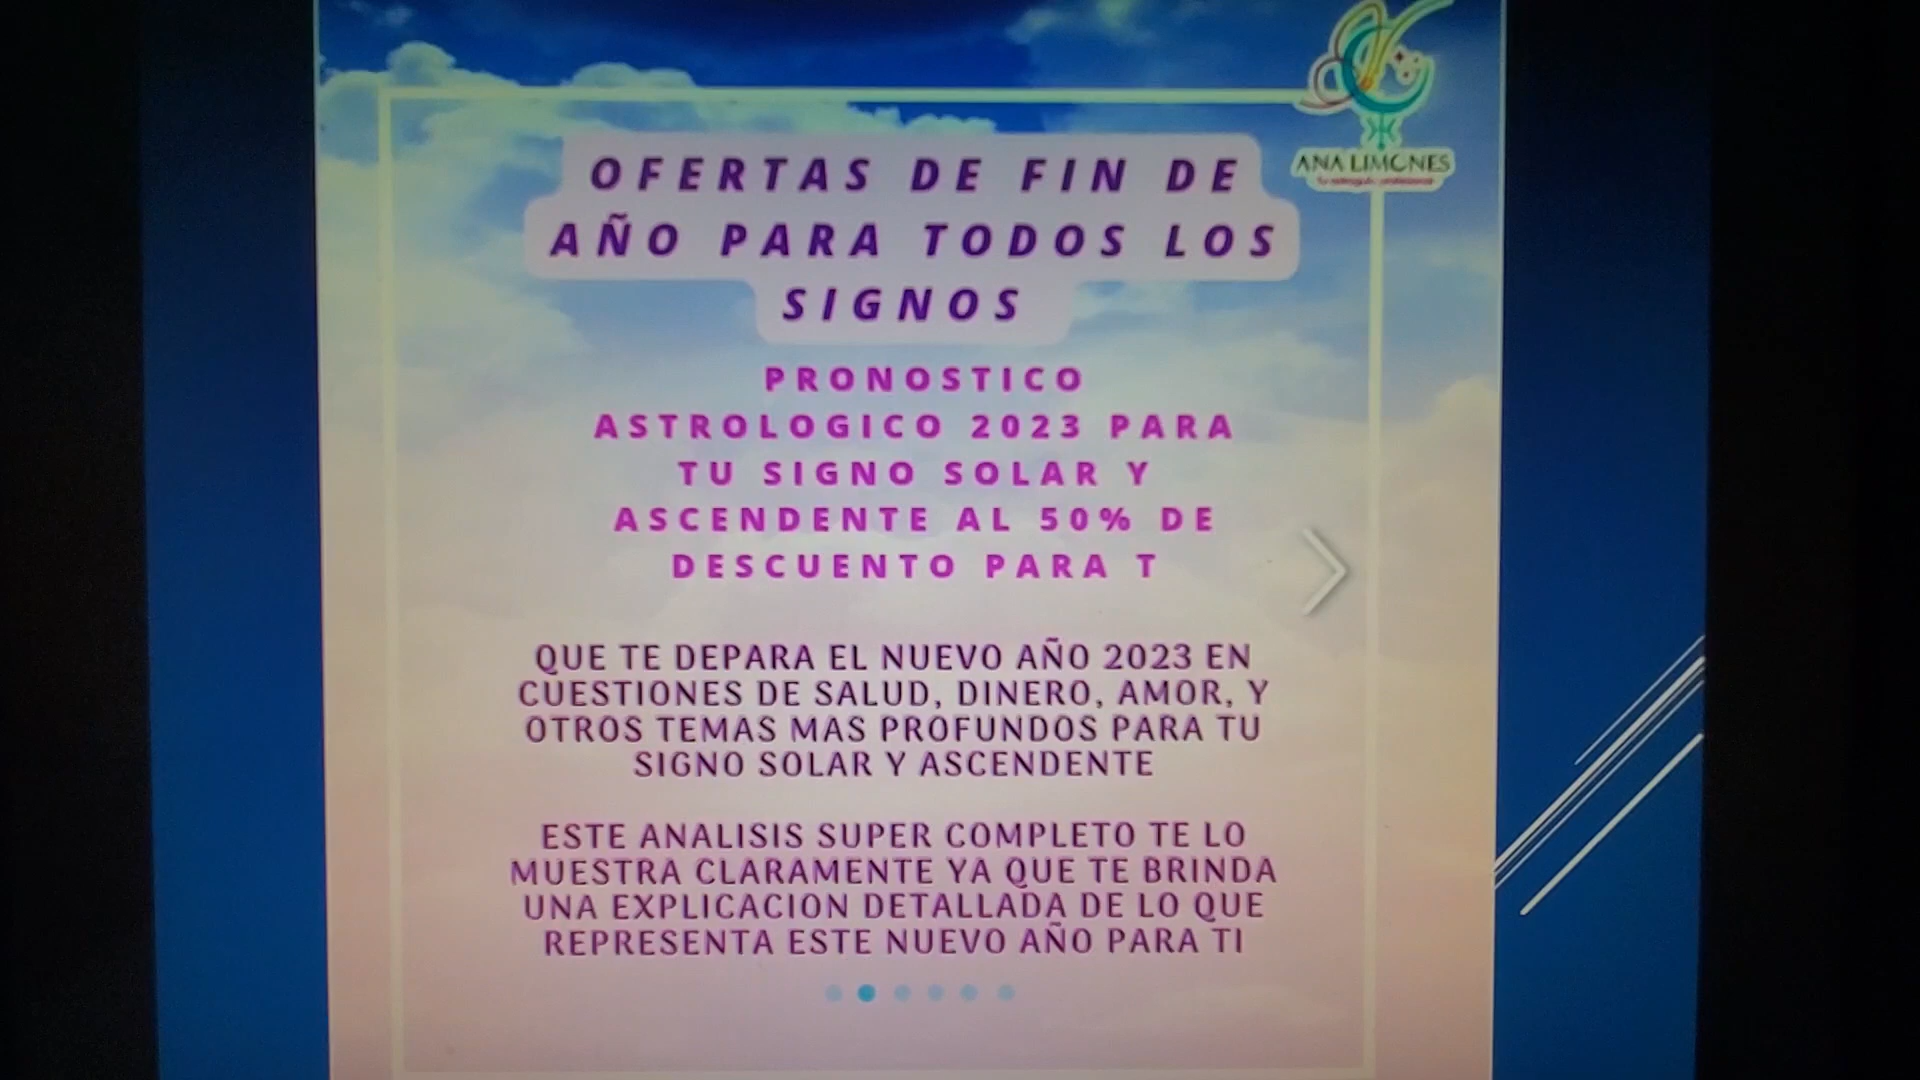 ANA LIMONES
OFERTAS DE FIN DE
AÑO PARA TODOS LOS
SIGNOS
PRONOSTICO
ASTROLOGICO 2023 PARA
TU SIGNO SOLAR Y
ASCENDENTE AL 50% DE
DESCUENTO PARA T
QUE TE DEPARA EL NUEVO AÑO 2023 EN
CUESTIONES DE SALUD, DINERO, AMOR, Y
OTROS TEMAS MAS PROFUNDOS PARA TU
SIGNO SOLAR Y ASCENDENTE
ESTE ANALISIS SUPER COMPLETO TE LO
MUESTRA CLARAMENTE YA QUE TE BRINDA
UNA EXPLICACION DETALLADA DE LO QUE
REPRESENTA ESTE NUEVO AÑO PARA TI